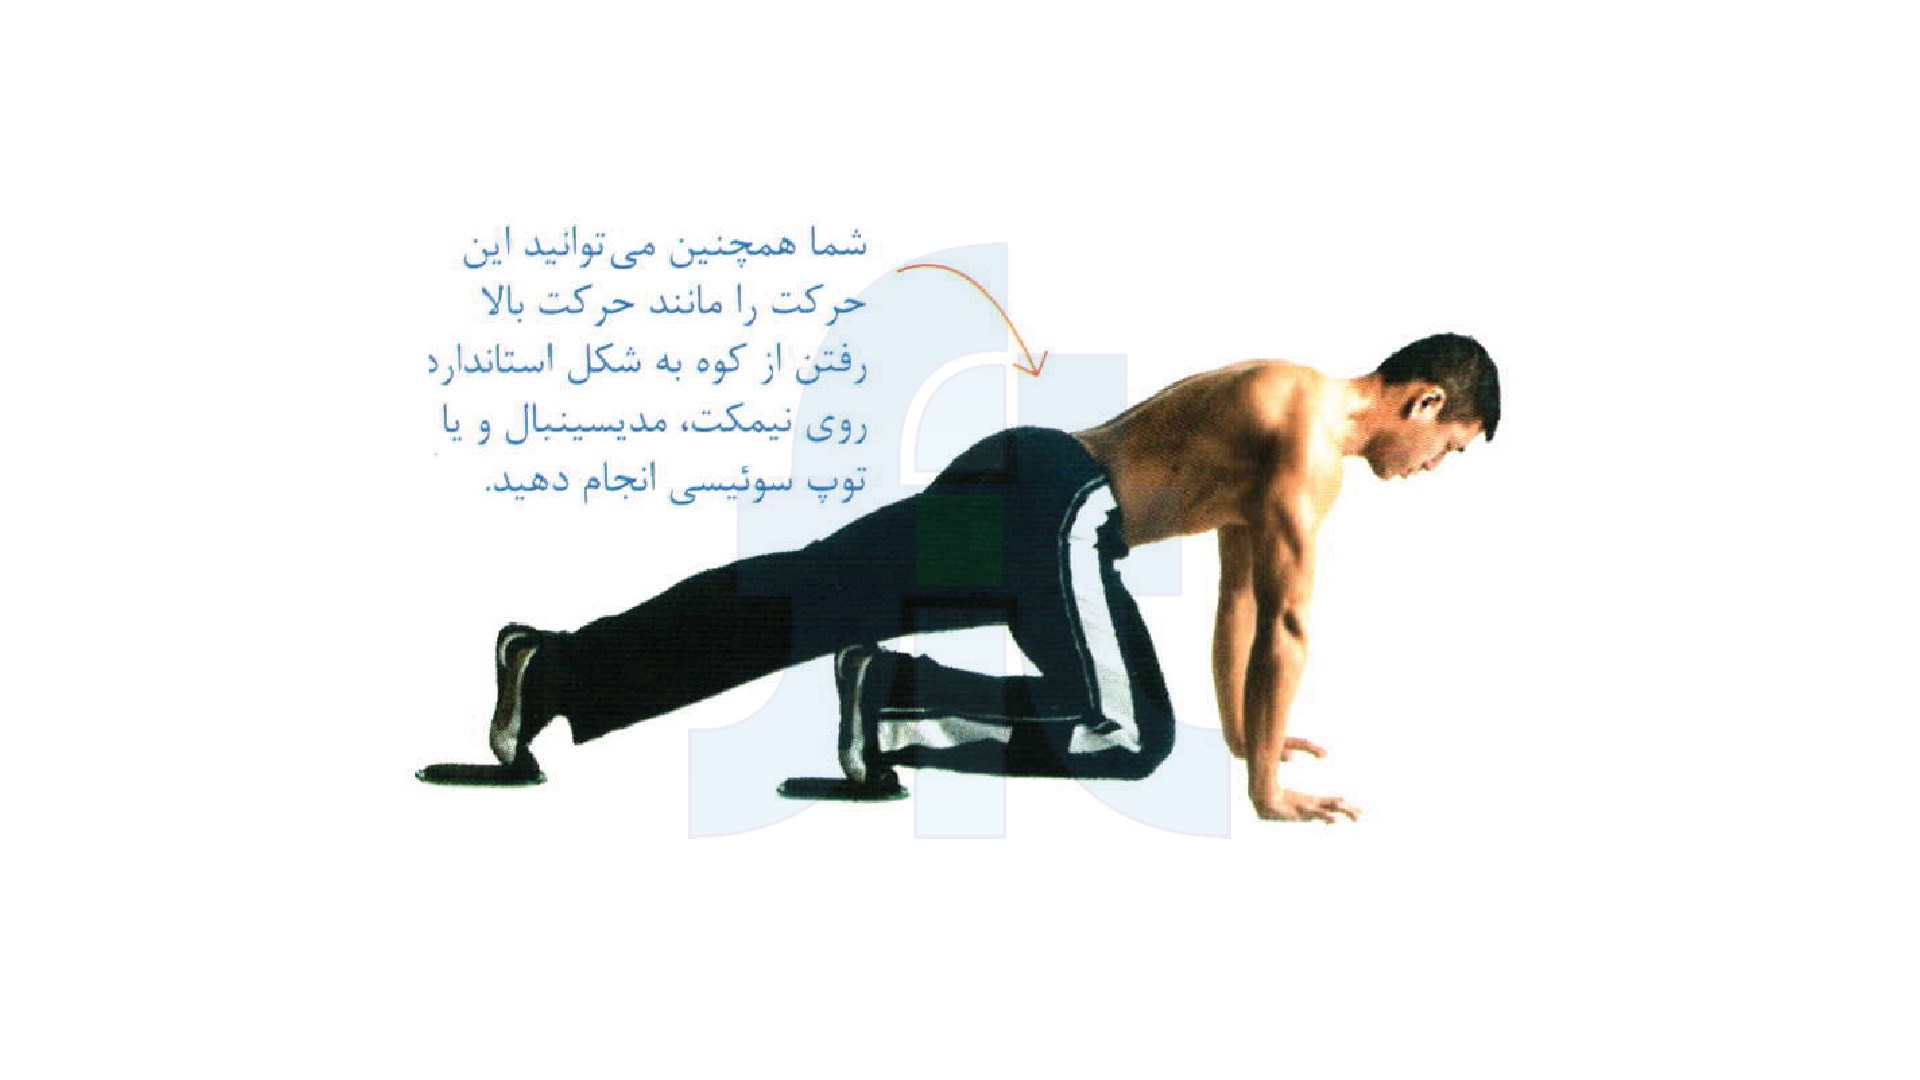 شما همچنین می‌توانید این
حرکت را مانند حرکت بالا
رفتن از کوه به شکل استاندارد
روی نیمکت، مدیسینبال و یا
توپ سوئیسی انجام دهید.